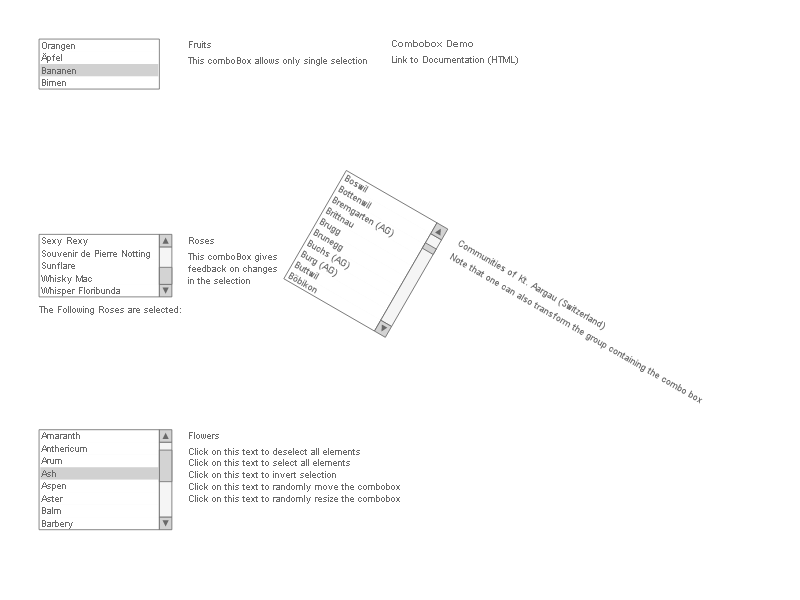 Combobox Demo
Link to Documentation (HTML)
Fruits
This comboBox allows only single selection
Orangen
Äpfel
Bananen
Birnen
Roses
This comboBox gives
feedback on changes
in the selection
Sexy Rexy
Souvenir de Pierre Notting
Sunflare
Whisky Mac
Whisper Floribunda
The Following Roses are selected:
Boswil
Bottenwil
Bremgarten (AG)
Brittnau
Brugg
Brunegg
Buchs (AG)
Burg (AG)
Buttwil
Böbikon
Communities of Kt. Aargau (Switzerland)
Note that one can also transform the group containing the combo box
Flowers
Click on this text to deselect all elements
Click on this text to select all elements
Click on this text to invert selection
Click on this text to randomly move the combobox
Click on this text to randomly resize the combobox
Amaranth
Anthericum
Arum
Ash
Aspen
Aster
Balm
Barbery